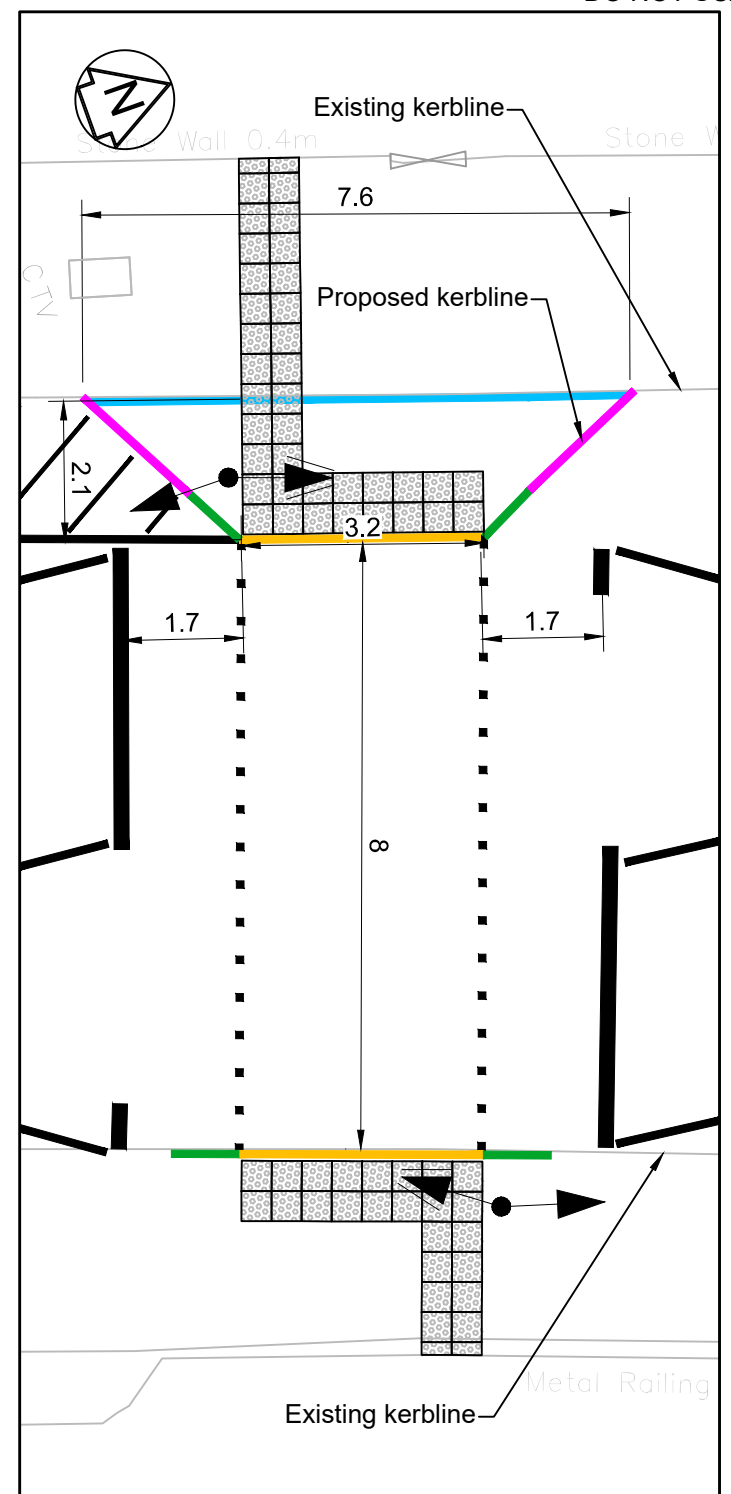 N
Existing kerbline
Stone Wall 0.4m
Stone W
7.6
CTV
Proposed kerbline
2.1
3.2
1.7
1.7
8
Metal Railing
Existing kerbline